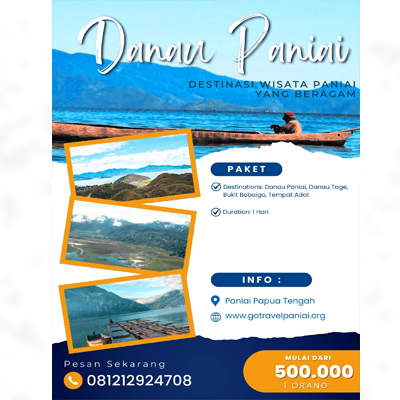 Danau Paniai
DESTINASI WISATA PANIAI
YANG BERAGAM
PAKET
Destinations: Danau Paniai, Danau Tage,
Bukit Bobaigo, Tempat Adat
Duration: 1 Hari
INFO :
Paniai Papua Tengah
www.gotravelpaniai.org
Pesan Sekarang
081212924708
MULAI DARI
500.000
1 ORANG